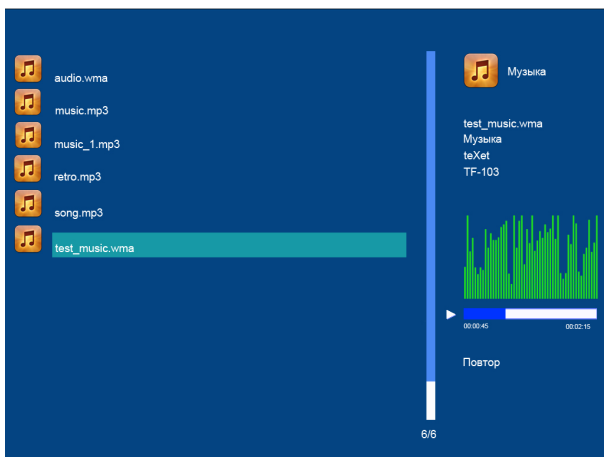 audio.wma
music.mp3
music_1.mp3
retro.mp3
song.mp3
test_music.wma
6/6
Музыка
test_music.wma
Музыка
teXet
TF-103
00:00:45 00:02:15
Повтор